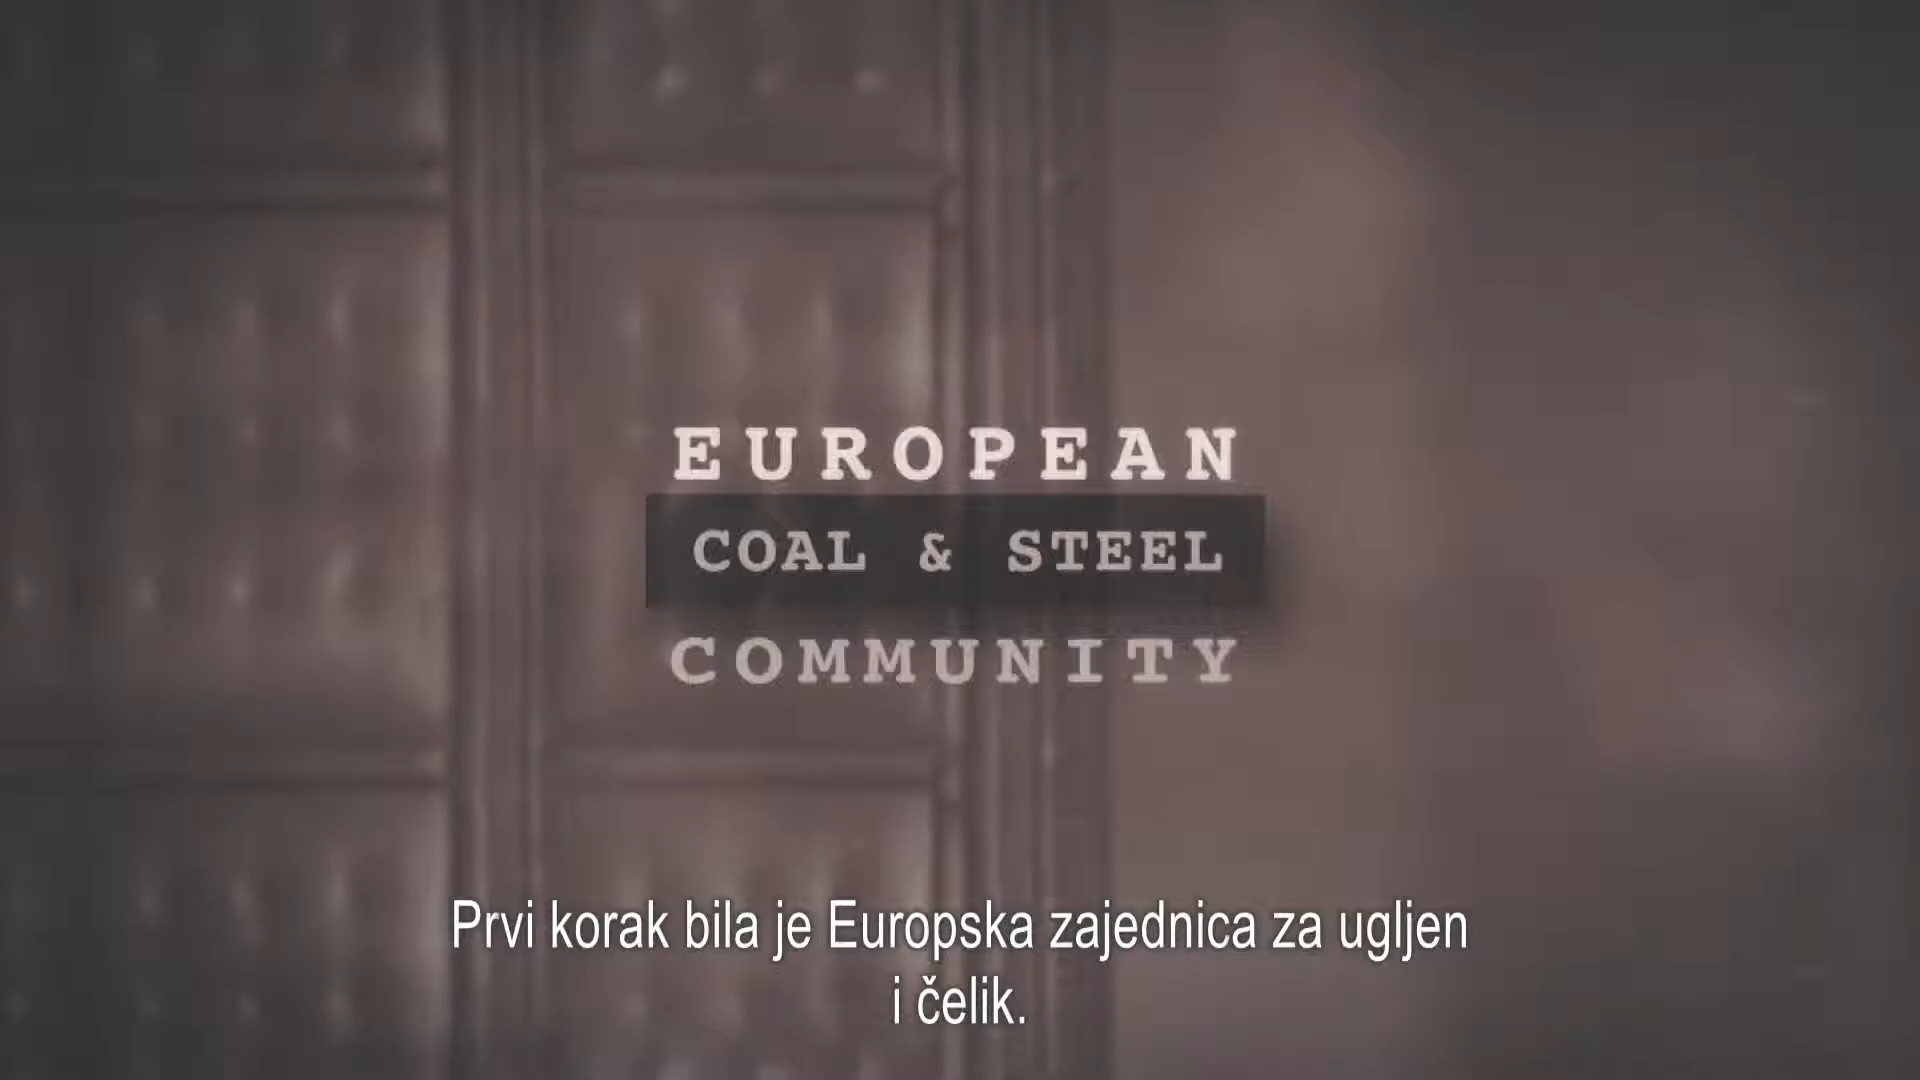 EUROPEAN
COAL & STEEL
COMMUNITY
Prvi korak bila je Europska zajednica za ugljen
i čelik.